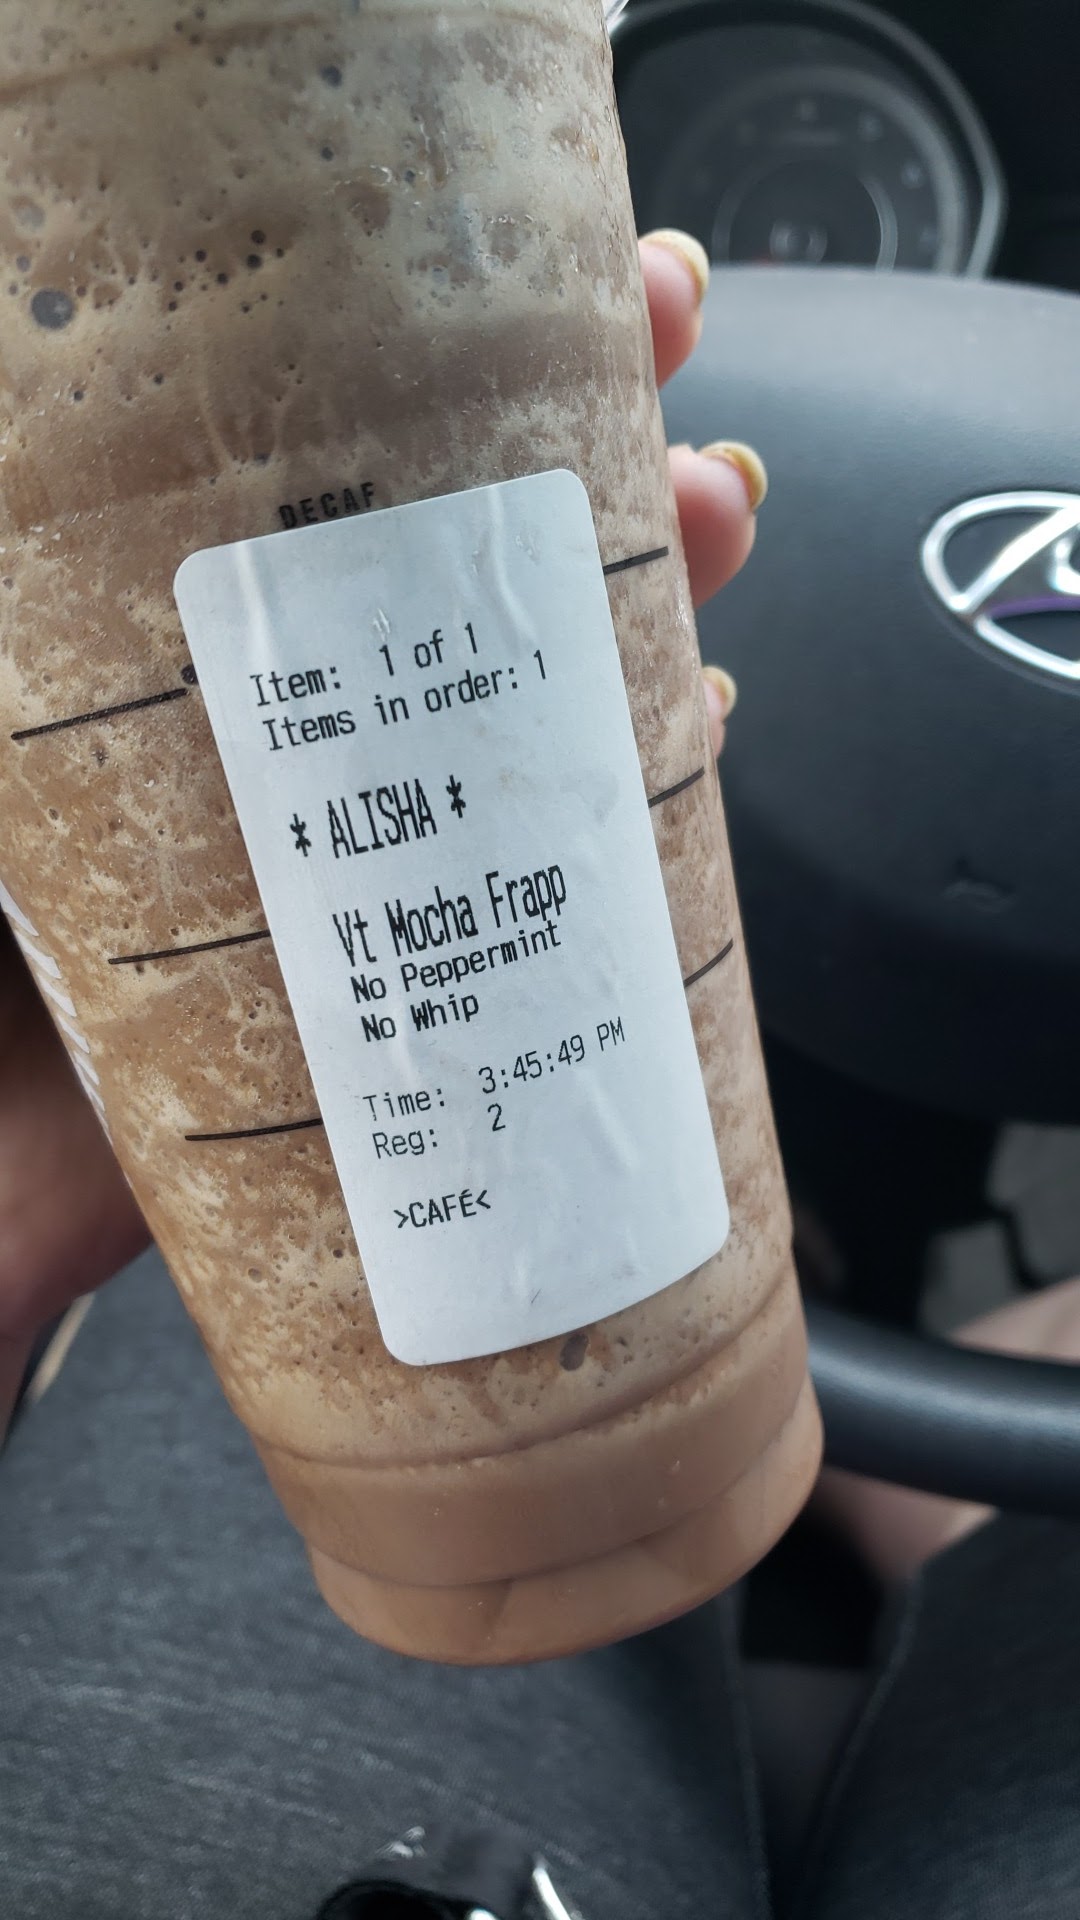 DECAF
Item: 1 of 1
Items in order: 1
* ALISHA *
Vt Mocha Frapp
No Peppermint
No Whip
Time: 3:45:49 PM
Reg: 2
>CAFÉ<